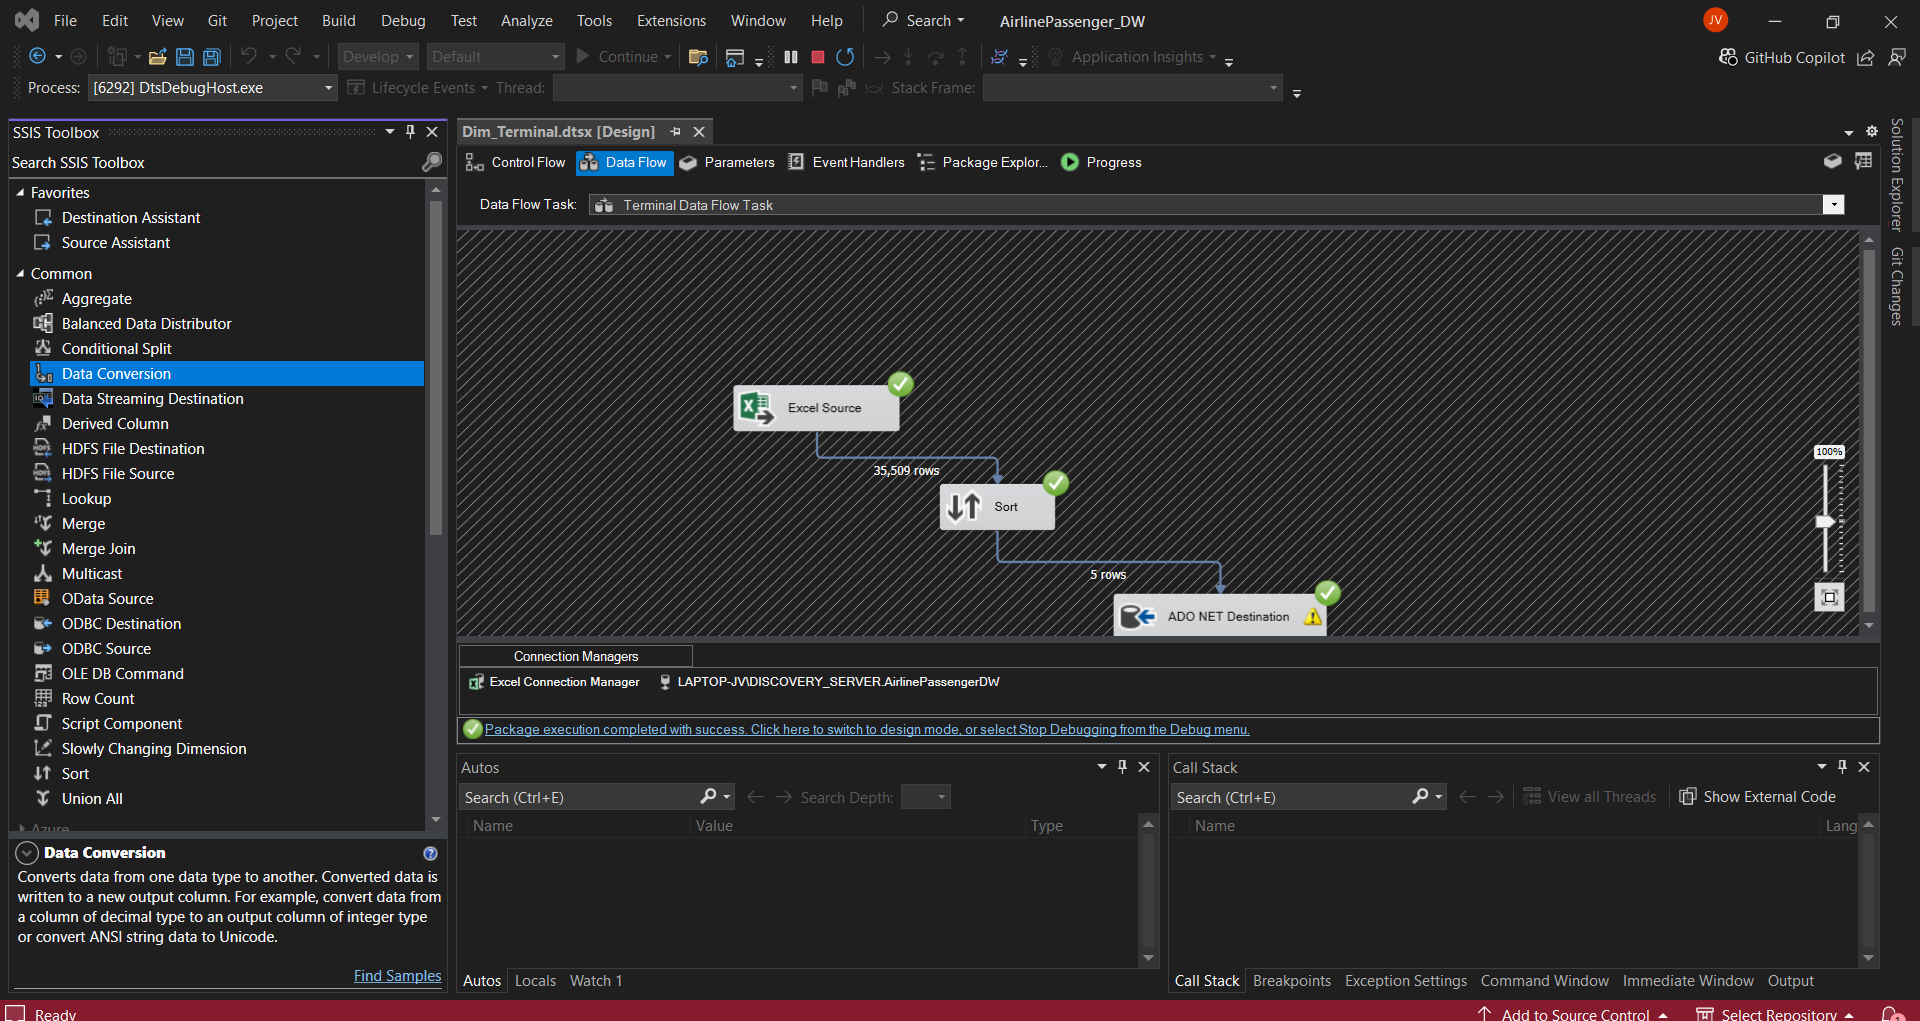 File Edit View Git Project Build Debug Test Analyze Tools Extensions Window Help Search AirlinePassenger_DW JV
Develop Default Continue Application Insights GitHub Copilot
Process: [6292] DtsDebugHost.exe Lifecycle Events Thread: Stack Frame:
SSIS Toolbox
Search SSIS Toolbox
Favorites
Destination Assistant
Source Assistant
Common
Aggregate
Balanced Data Distributor
Conditional Split
Data Conversion
Data Streaming Destination
Derived Column
HDFS File Destination
HDFS File Source
Lookup
Merge
Merge Join
Multicast
OData Source
ODBC Destination
ODBC Source
OLE DB Command
Row Count
Script Component
Slowly Changing Dimension
Sort
Union All
Azure
Data Conversion
Converts data from one data type to another. Converted data is
written to a new output column. For example, convert data from
a column of decimal type to an output column of integer type
or convert ANSI string data to Unicode.
Find Samples
Dim_Terminal.dtsx [Design]
Control Flow Data Flow Parameters Event Handlers Package Explor... Progress
Data Flow Task: Terminal Data Flow Task
Excel Source
35,509 rows
Sort
5 rows
ADO NET Destination
100%
Connection Managers
Excel Connection Manager LAPTOP-JV\DISCOVERY_SERVER.AirlinePassengerDW
Package execution completed with success. Click here to switch to design mode, or select Stop Debugging from the Debug menu.
Autos
Search (Ctrl+E) Search Depth:
Name Value Type
Autos Locals Watch 1
Call Stack
Search (Ctrl+E) View all Threads Show External Code
Name Lang
Call Stack Breakpoints Exception Settings Command Window Immediate Window Output
Solution Explorer
Git Changes
Ready Add to Source Control Select Repository